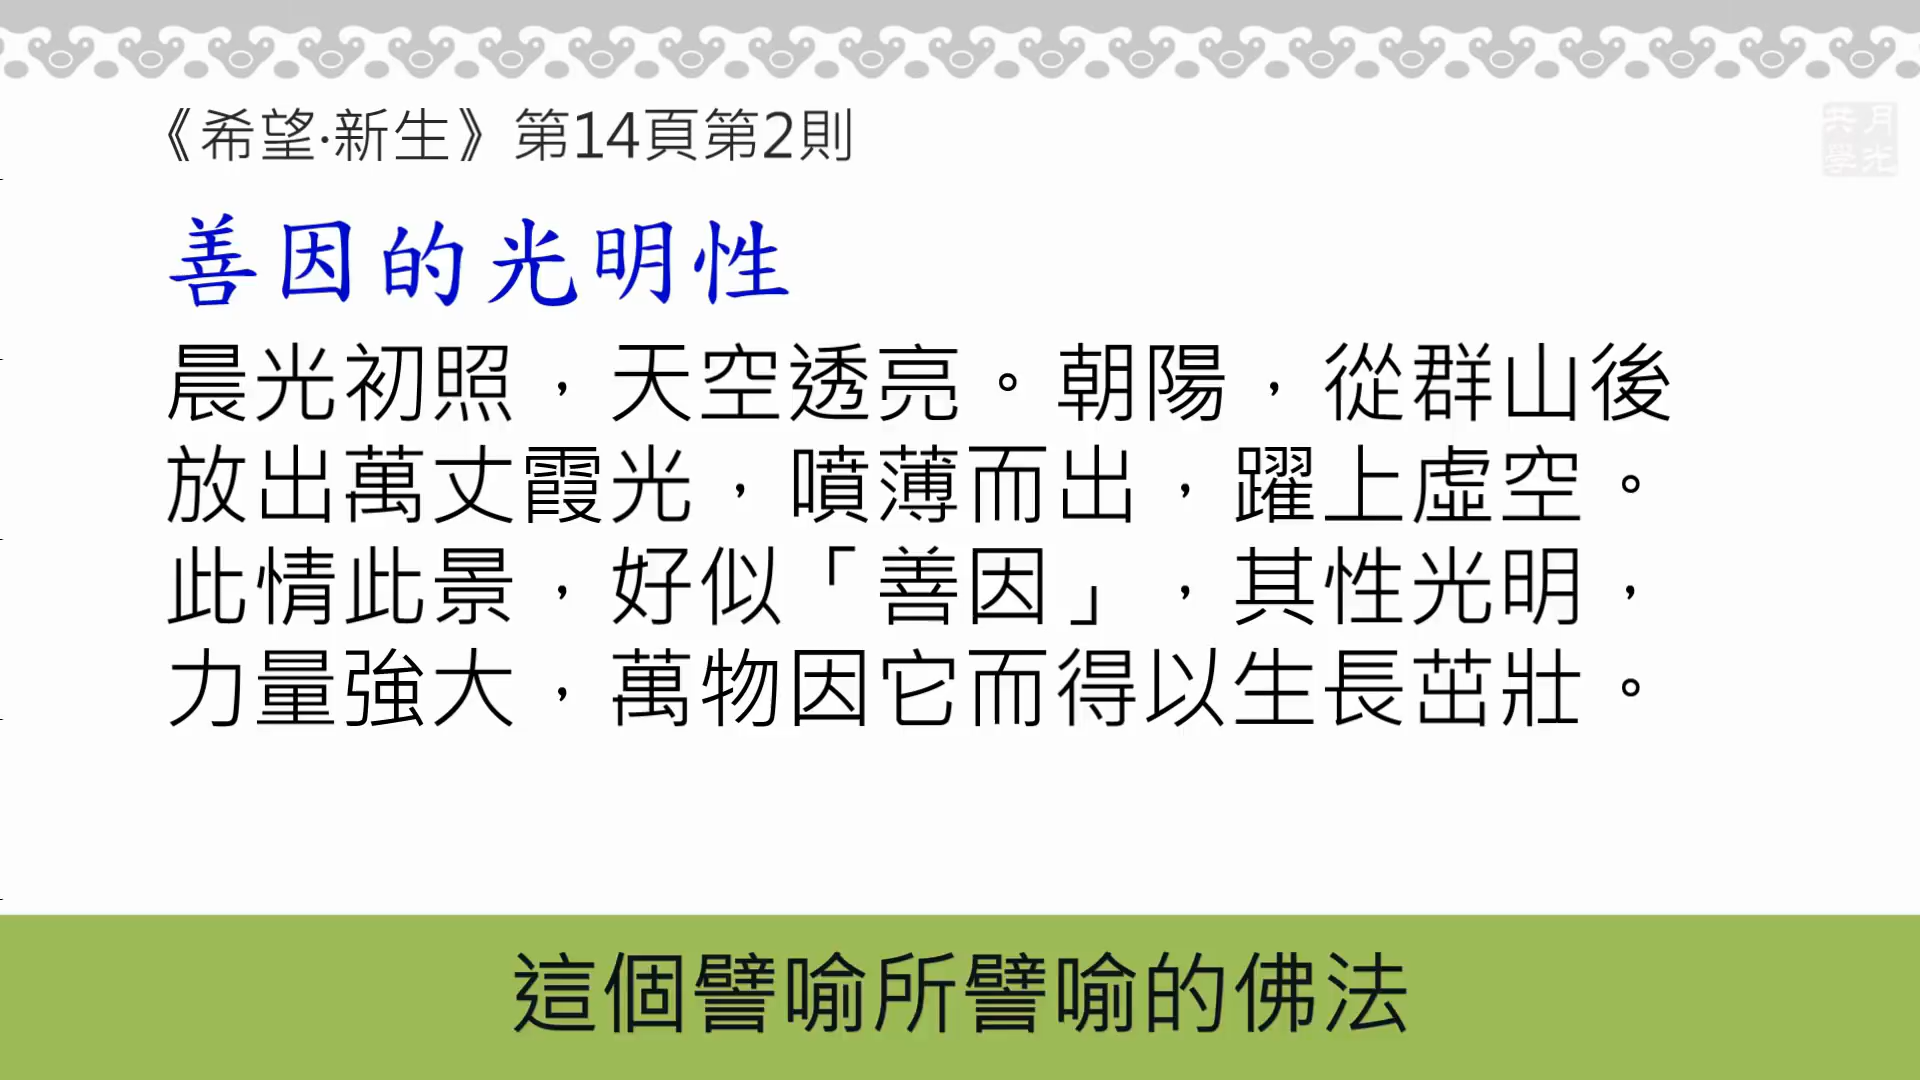 《希望·新生》第14頁第2則
月光
共學
善因的光明性
晨光初照，天空透亮。朝陽，從群山後
放出萬丈霞光，噴薄而出，躍上虛空。
此情此景，好似「善因」，其性光明，
力量強大，萬物因它而得以生長茁壯。
這個譬喻所譬喻的佛法